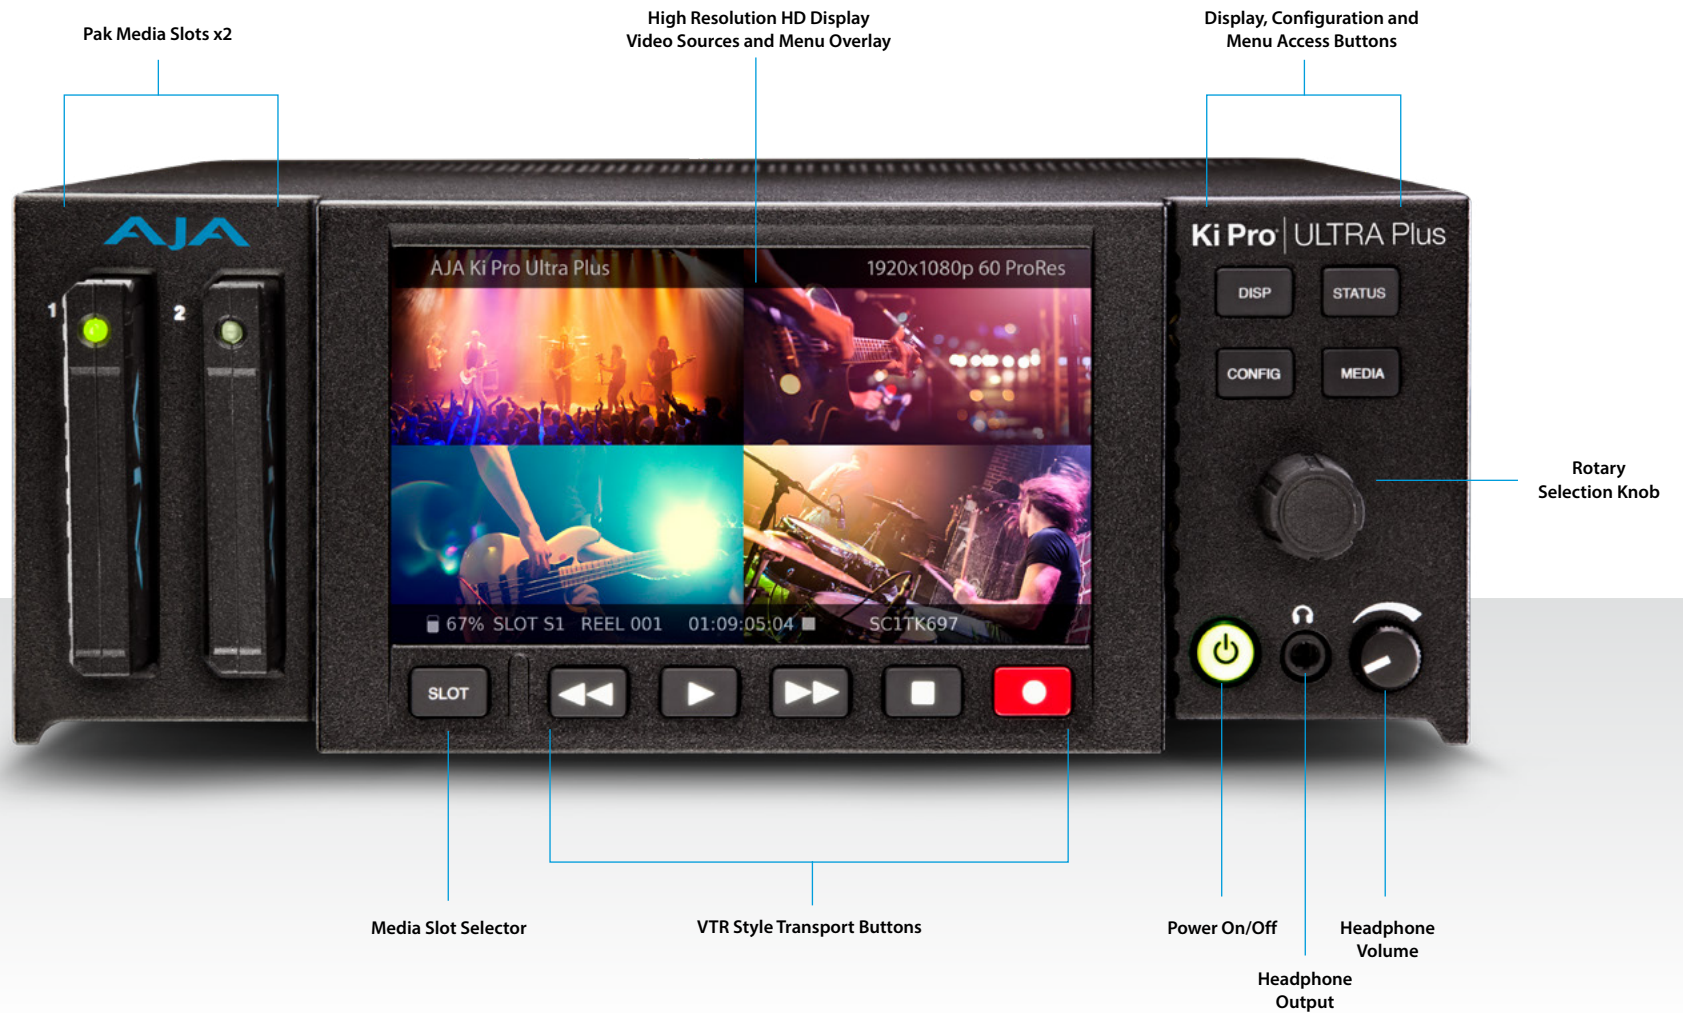 Pak Media Slots x2
High Resolution HD Display
Video Sources and Menu Overlay
Display, Configuration and
Menu Access Buttons
AJA
Ki Pro ULTRA Plus
1
2
AJA Ki Pro Ultra Plus
1920x1080p 60 ProRes
DISP
STATUS
CONFIG
MEDIA
Rotary
Selection Knob
67% SLOT S1 REEL 001 01:09:05:04 SC1TK697
SLOT
Media Slot Selector
VTR Style Transport Buttons
Power On/Off
Headphone
Volume
Headphone
Output